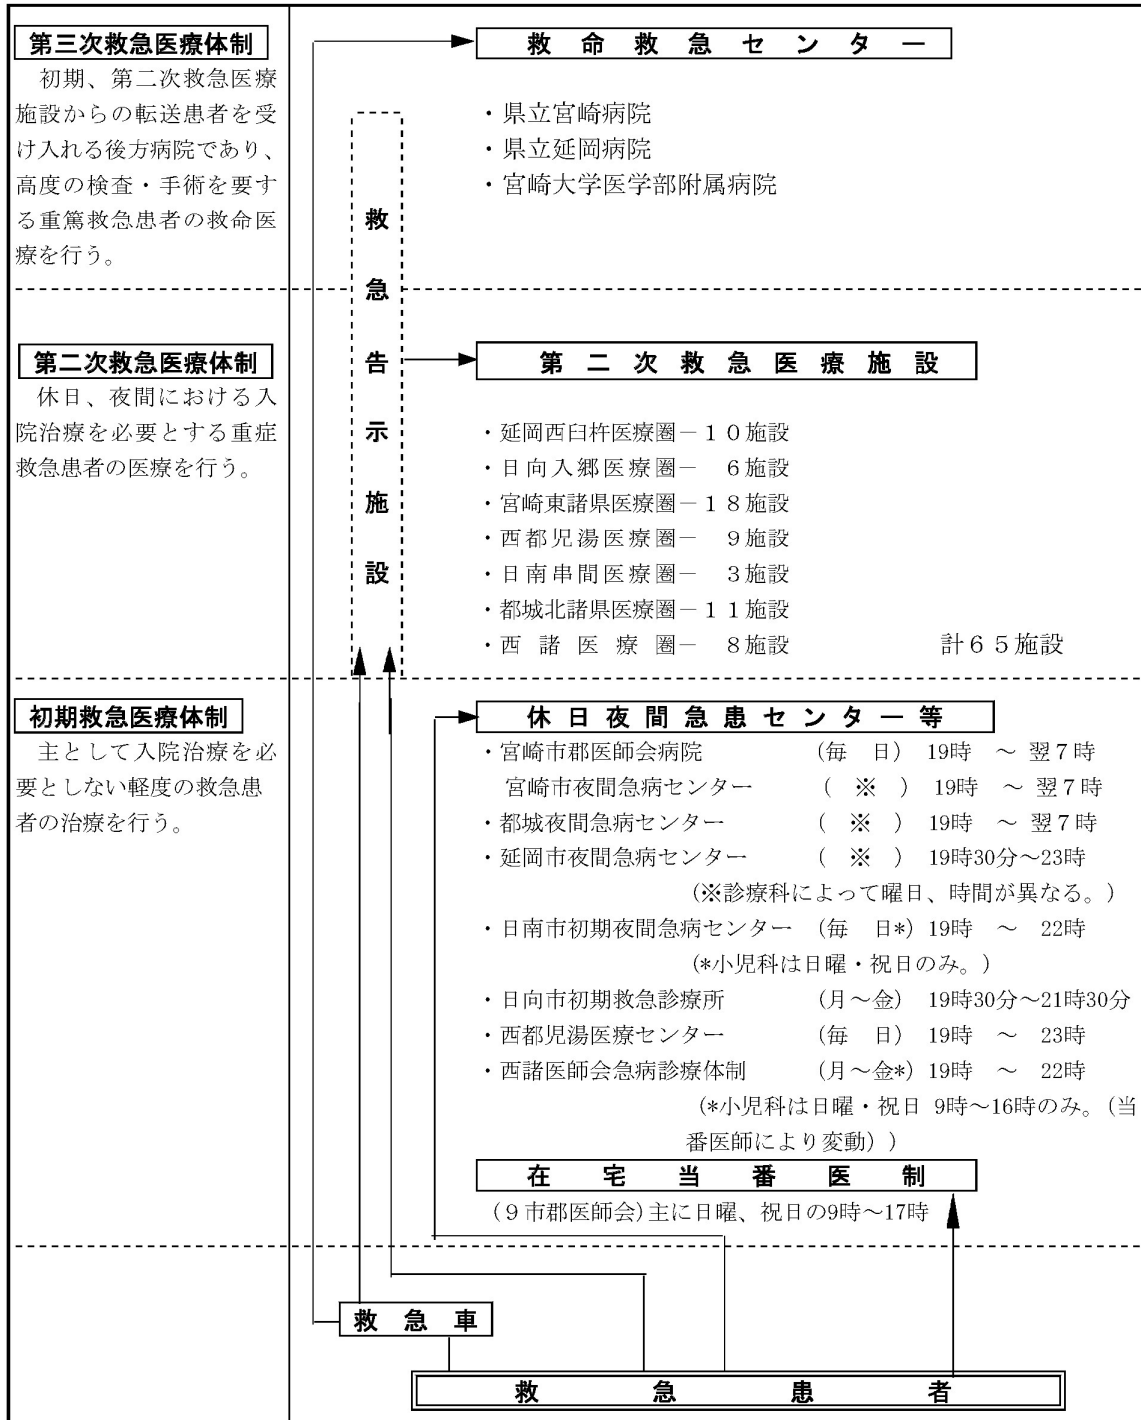 第三次救急医療体制
初期、第二次救急医療
施設からの転送患者を受
け入れる後方病院であり、
高度の検査・手術を要す
る重篤救急患者の救命医
療を行う。
救命救急センター
・県立宮崎病院
・県立延岡病院
・宮崎大学医学部附属病院
救急告示施設
第二次救急医療体制
休日、夜間における入
院治療を必要とする重症
救急患者の医療を行う。
第二次救急医療施設
・延岡西臼杵医療圏－１０施設
・日向入郷医療圏－　６施設
・宮崎東諸県医療圏－１８施設
・西都児湯医療圏－　９施設
・日南串間医療圏－　３施設
・都城北諸県医療圏－１１施設
・西諸医療圏－　８施設　計６５施設
初期救急医療体制
主として入院治療を必
要としない軽度の救急患
者の治療を行う。
休日夜間急患センター等
・宮崎市郡医師会病院　(毎　日)　19時　～　翌７時
宮崎市夜間急病センター　(　※　)　19時　～　翌７時
・都城夜間急病センター　(　※　)　19時　～　翌７時
・延岡市夜間急病センター　(　※　)　19時30分～23時
(※診療科によって曜日、時間が異なる。)
・日南市初期夜間急病センター　(毎　日*)　19時　～　22時
(*小児科は日曜・祝日のみ。)
・日向市初期救急診療所　(月～金)　19時30分～21時30分
・西都児湯医療センター　(毎　日)　19時　～　23時
・西諸医師会急病診療体制　(月～金*)　19時　～　22時
(*小児科は日曜・祝日 9時～16時のみ。(当
番医師により変動))
在宅当番医制
(９市郡医師会)主に日曜、祝日の9時～17時
救急車
救急患者